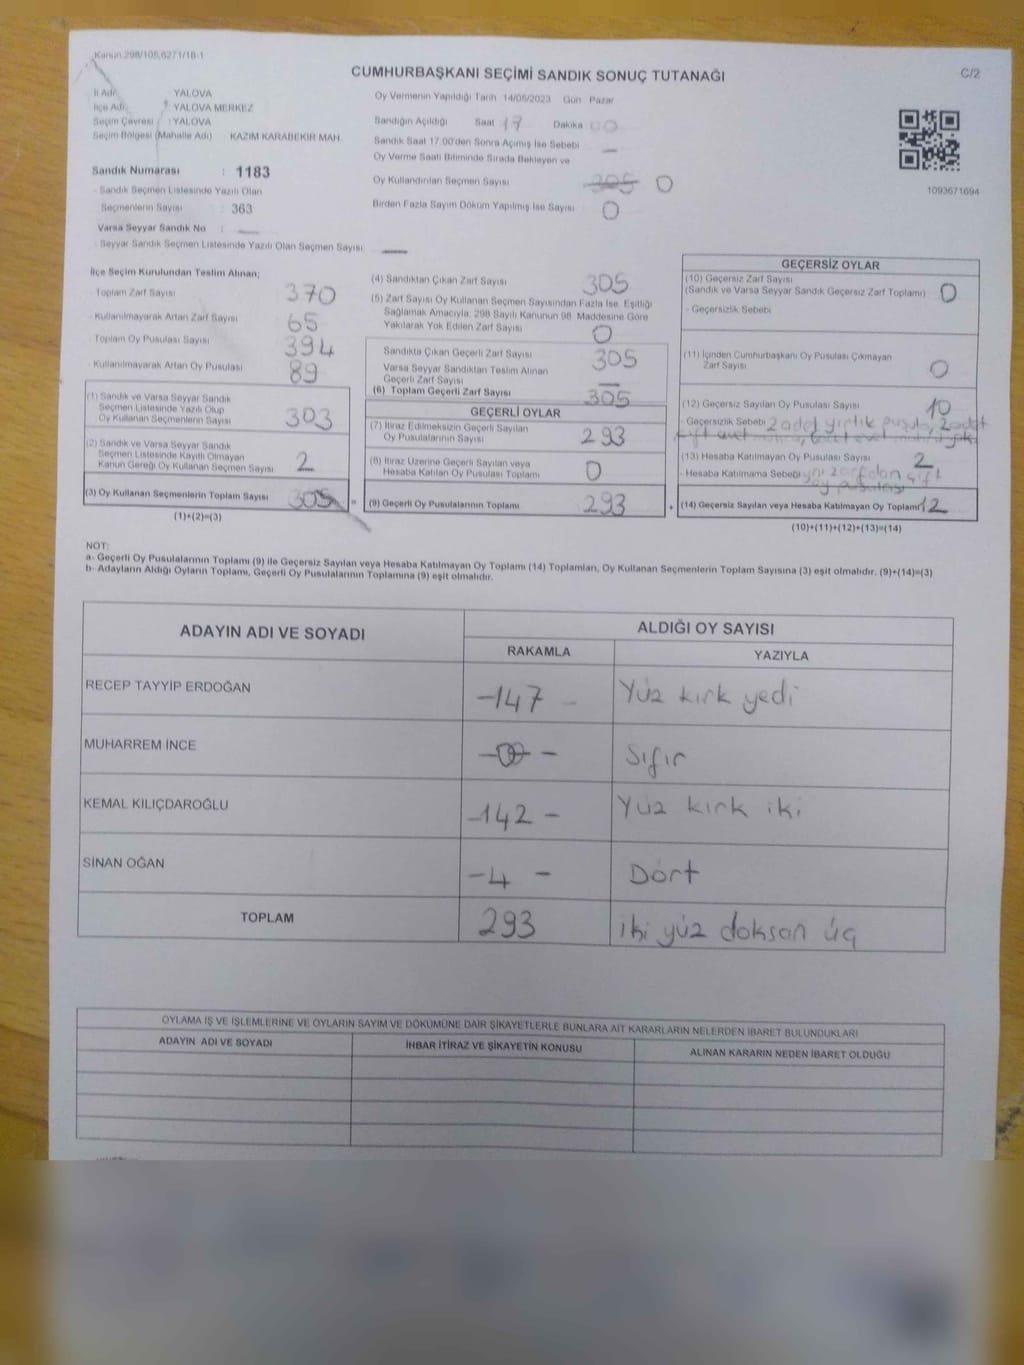 Kanun 298/105,6271/18-1
C/2
CUMHURBAŞKANI SEÇİMİ SANDIK SONUÇ TUTANAĞI
İl Adı : YALOVA
İlçe Adı : YALOVA MERKEZ
Seçim Çevresi : YALOVA
Seçim Bölgesi (Mahalle Adı) KAZIM KARABEKİR MAH.
Sandık Numarası : 1183
- Sandık Seçmen Listesinde Yazılı Olan
Seçmenlerin Sayısı : 363
Varsa Seyyar Sandık No :
- Seyyar Sandık Seçmen Listesinde Yazılı Olan Seçmen Sayısı :
Oy Vermenin Yapıldığı Tarih 14/05/2023 Gün Pazar
Sandığın Açıldığı Saat 17 Dakika 00
Sandık Saat 17.00'den Sonra Açılmış İse Sebebi
Oy Verme Saati Bitiminde Sırada Bekleyen ve
Oy Kullandırılan Seçmen Sayısı 305 0
Birden Fazla Sayım Döküm Yapılmış İse Sayısı 0
1093671694
İlçe Seçim Kurulundan Teslim Alınan;
- Toplam Zarf Sayısı 370
- Kullanılmayarak Artan Zarf Sayısı 65
- Toplam Oy Pusulası Sayısı 394
- Kullanılmayarak Artan Oy Pusulası 89
(1) Sandık ve Varsa Seyyar Sandık
Seçmen Listesinde Yazılı Olup
Oy Kullanan Seçmenlerin Sayısı 303
(2) Sandık ve Varsa Seyyar Sandık
Seçmen Listesinde Kayıtlı Olmayan
Kanun Gereği Oy Kullanan Seçmen Sayısı 2
(3) Oy Kullanan Seçmenlerin Toplam Sayısı 305
(1)+(2)=(3)
(4) Sandıktan Çıkan Zarf Sayısı 305
(5) Zarf Sayısı Oy Kullanan Seçmen Sayısından Fazla İse, Eşitliği
Sağlamak Amacıyla, 298 Sayılı Kanunun 98. Maddesine Göre
Yakılarak Yok Edilen Zarf Sayısı 0
Sandıkta Çıkan Geçerli Zarf Sayısı 305
Varsa Seyyar Sandıktan Teslim Alınan
Geçerli Zarf Sayısı
(6) Toplam Geçerli Zarf Sayısı 305
GEÇERLİ OYLAR
(7) İtiraz Edilmeksizin Geçerli Sayılan
Oy Pusulalarının Sayısı 293
(8) İtiraz Üzerine Geçerli Sayılan veya
Hesaba Katılan Oy Pusulası Toplamı 0
= (9) Geçerli Oy Pusulalarının Toplamı 293
GEÇERSİZ OYLAR
(10) Geçersiz Zarf Sayısı
(Sandık ve Varsa Seyyar Sandık Geçersiz Zarf Toplamı) 0
- Geçersizlik Sebebi
(11) İçinden Cumhurbaşkanı Oy Pusulası Çıkmayan
Zarf Sayısı 0
(12) Geçersiz Sayılan Oy Pusulası Sayısı 10
- Geçersizlik Sebebi 2 adet yırtık pusula, 2 adet
çift evet
(13) Hesaba Katılmayan Oy Pusulası Sayısı 2
- Hesaba Katılmama Sebebi aynı zarfdan çift
oy pusulası
+ (14) Geçersiz Sayılan veya Hesaba Katılmayan Oy Toplamı 12
(10)+(11)+(12)+(13)=(14)
NOT:
a- Geçerli Oy Pusulalarının Toplamı (9) ile Geçersiz Sayılan veya Hesaba Katılmayan Oy Toplamı (14) Toplamları, Oy Kullanan Seçmenlerin Toplam Sayısına (3) eşit olmalıdır. (9)+(14)=(3)
b- Adayların Aldığı Oyların Toplamı, Geçerli Oy Pusulalarının Toplamına (9) eşit olmalıdır.
ADAYIN ADI VE SOYADI
ALDIĞI OY SAYISI
RAKAMLA YAZIYLA
RECEP TAYYİP ERDOĞAN -147 - Yüz kırk yedi
MUHARREM İNCE -0- Sıfır
KEMAL KILIÇDAROĞLU -142 - Yüz kırk iki
SİNAN OĞAN -4 - Dört
TOPLAM 293 iki yüz doksan üç
OYLAMA İŞ VE İŞLEMLERİNE VE OYLARIN SAYIM VE DÖKÜMÜNE DAİR ŞİKAYETLERLE BUNLARA AİT KARARLARIN NELERDEN İBARET BULUNDUKLARI
ADAYIN ADI VE SOYADI İHBAR İTİRAZ VE ŞİKAYETİN KONUSU ALINAN KARARIN NEDEN İBARET OLDUĞU